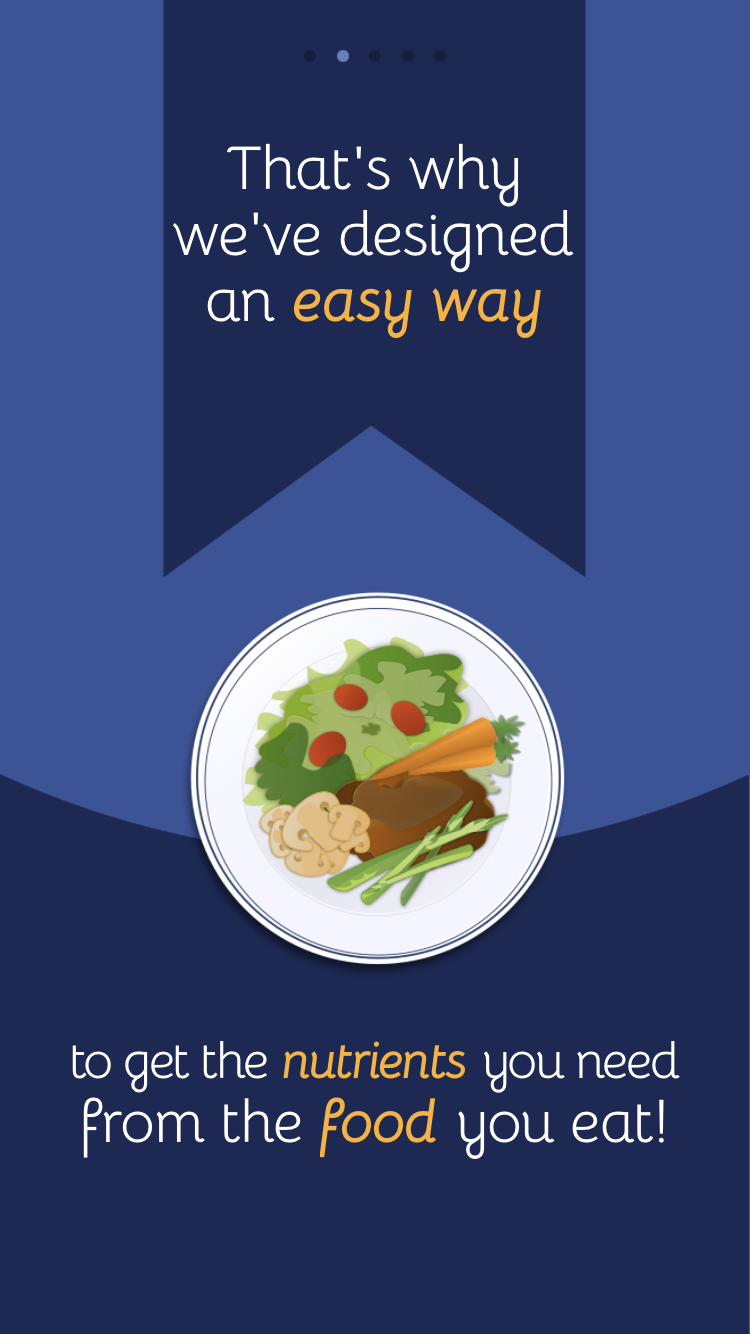 That's why
we've designed
an easy way
to get the nutrients you need
from the food you eat!